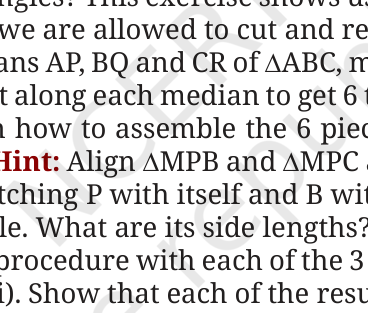 ngles? This exercise shows us
we are allowed to cut and re
ans AP, BQ and CR of ΔABC, m
t along each median to get 6 t
how to assemble the 6 piec
Hint: Align ΔMPB and ΔMPC
tching P with itself and B wit
le. What are its side lengths?
procedure with each of the 3
i). Show that each of the resu